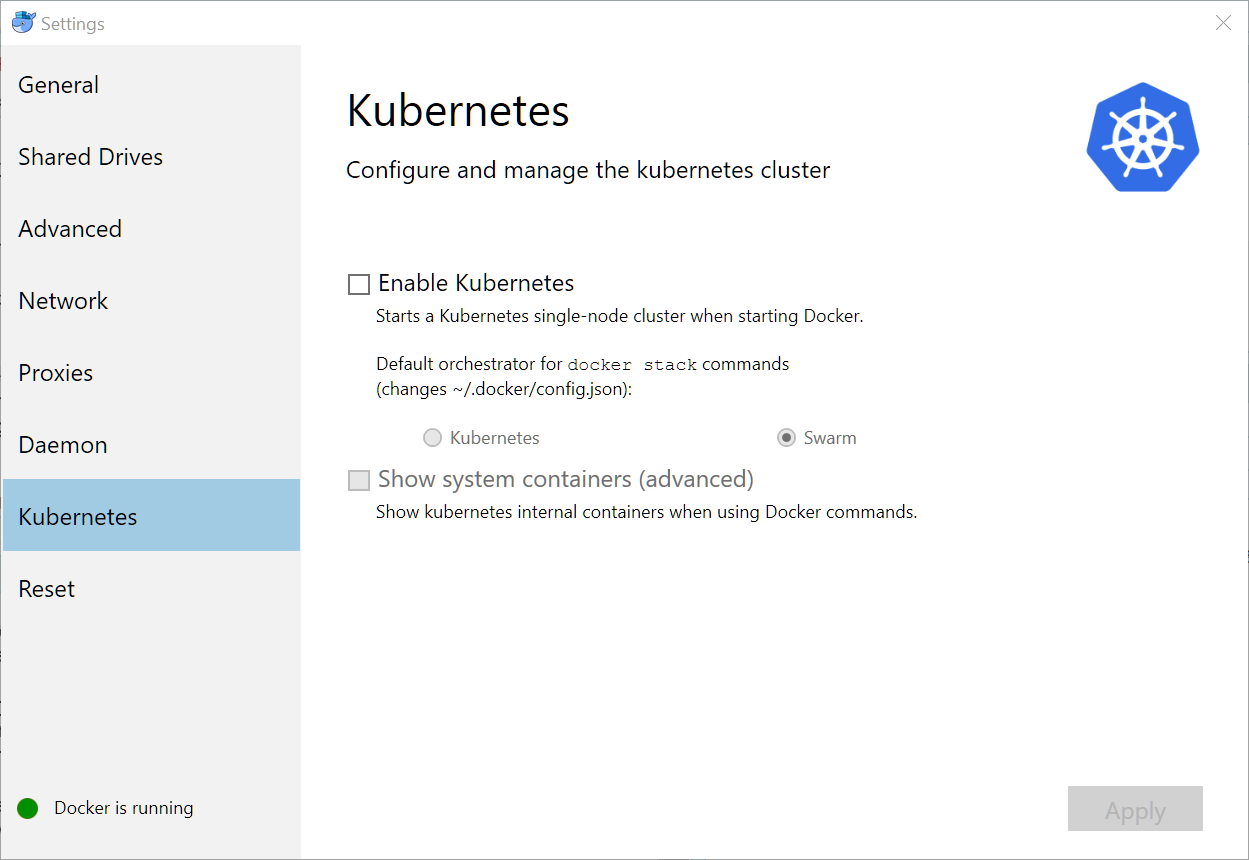 Settings
General
Shared Drives
Advanced
Network
Proxies
Daemon
Kubernetes
Reset
Docker is running
Kubernetes
Configure and manage the kubernetes cluster
Enable Kubernetes
Starts a Kubernetes single-node cluster when starting Docker.
Default orchestrator for docker stack commands
(changes ~/.docker/config.json):
Kubernetes Swarm
Show system containers (advanced)
Show kubernetes internal containers when using Docker commands.
Apply